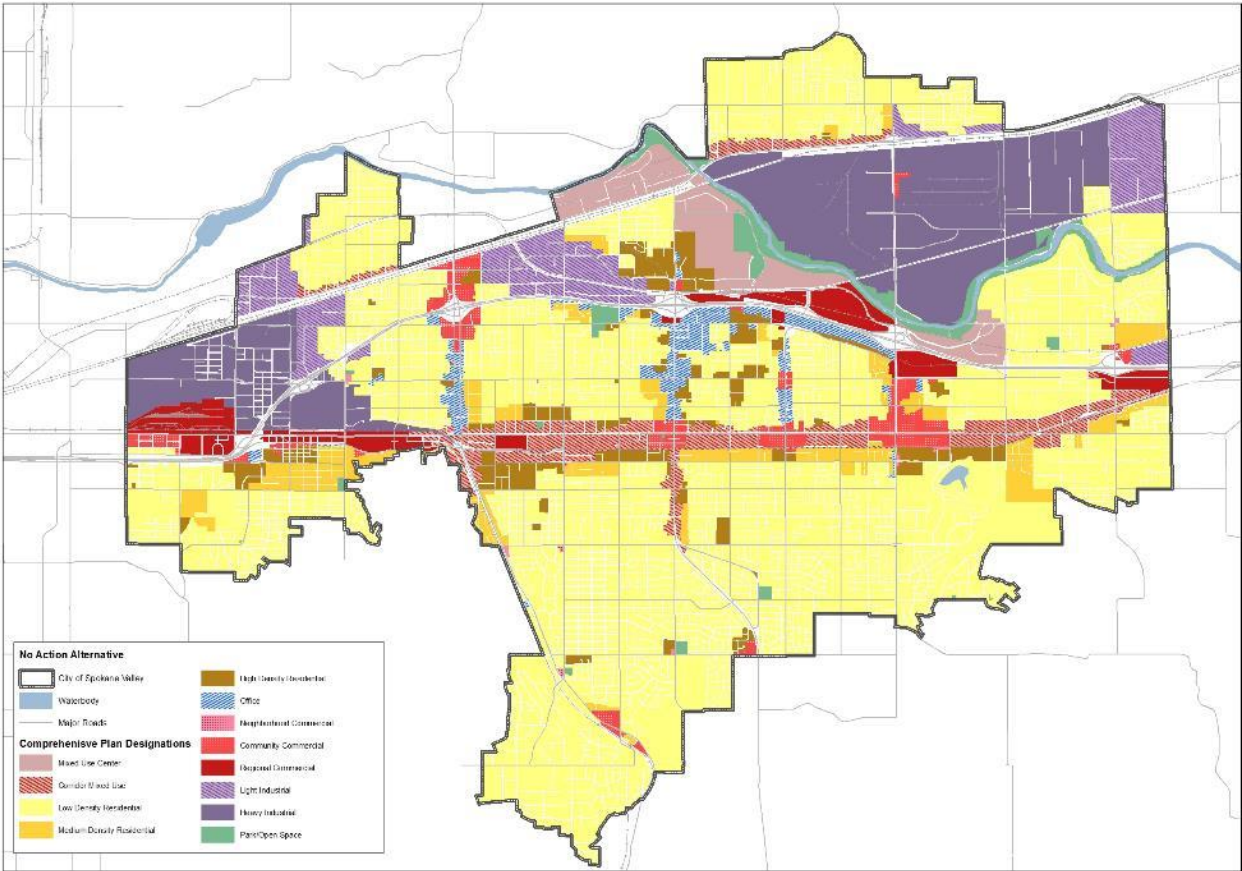 No Action Alternative
City of Spokane Valley
Waterbody
Major Roads
Comprehenisve Plan Designations
Mixed Use Center
Corridor Mixed Use
Low Density Residential
Medium Density Residential
High Density Residential
Office
Neighborhood Commercial
Community Commercial
Regional Commercial
Light Industrial
Heavy Industrial
Park/Open Space